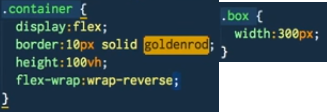 .container {
display:flex;
border:10px solid goldenrod;
height:100vh;
flex-wrap:wrap-reverse;
}
.box {
width:300px;
}